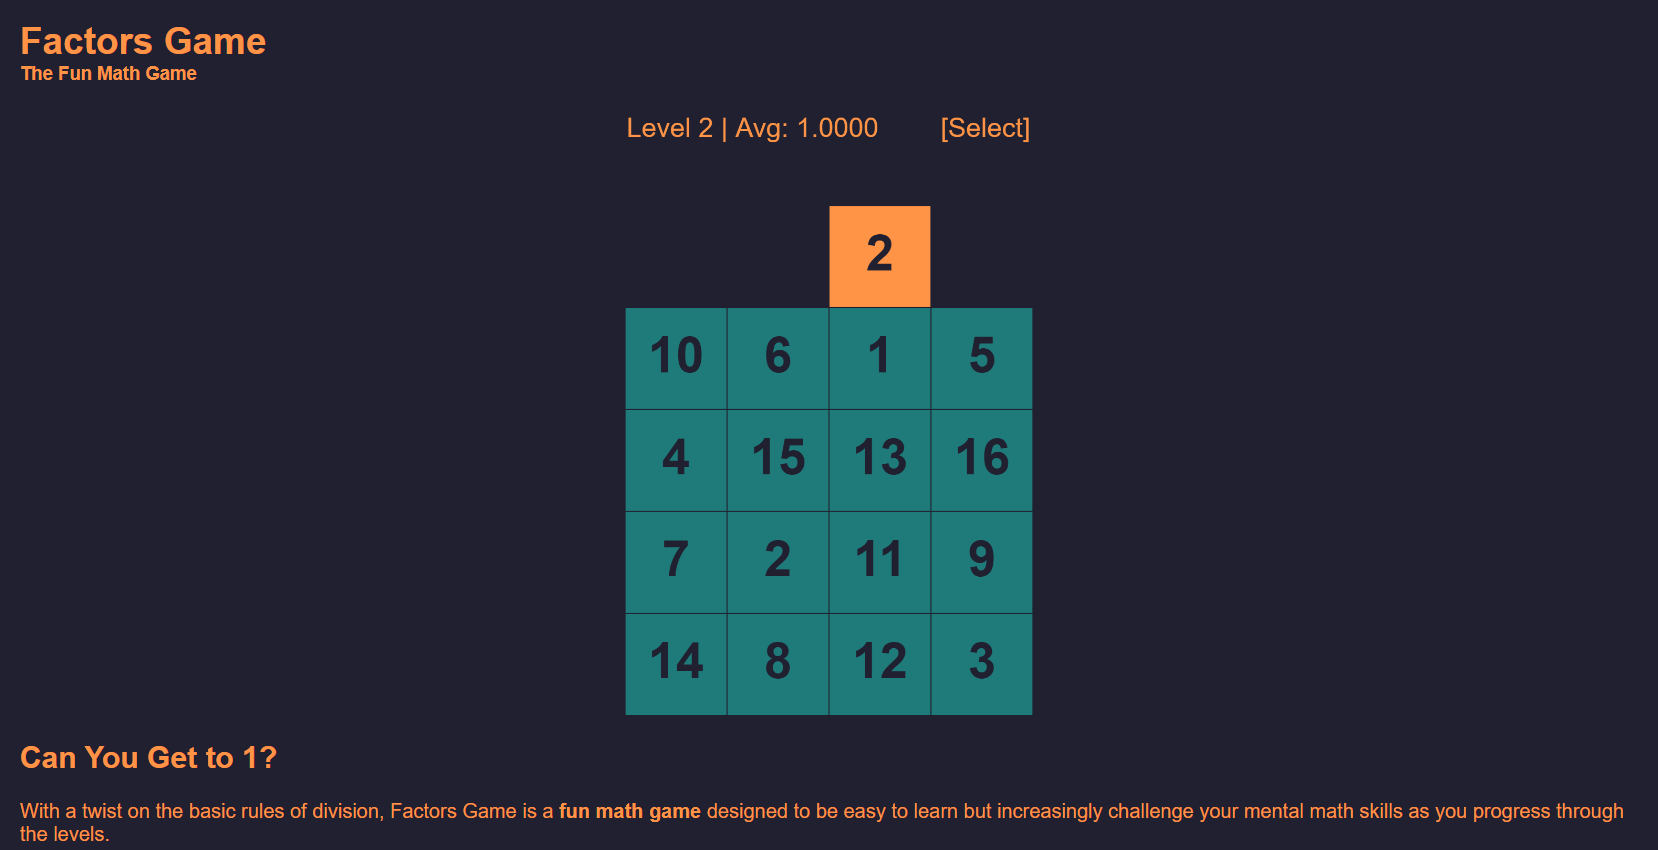 Factors Game
The Fun Math Game
Level 2 | Avg: 1.0000 [Select]
2
10 6 1 5
4 15 13 16
7 2 11 9
14 8 12 3
Can You Get to 1?
With a twist on the basic rules of division, Factors Game is a fun math game designed to be easy to learn but increasingly challenge your mental math skills as you progress through
the levels.